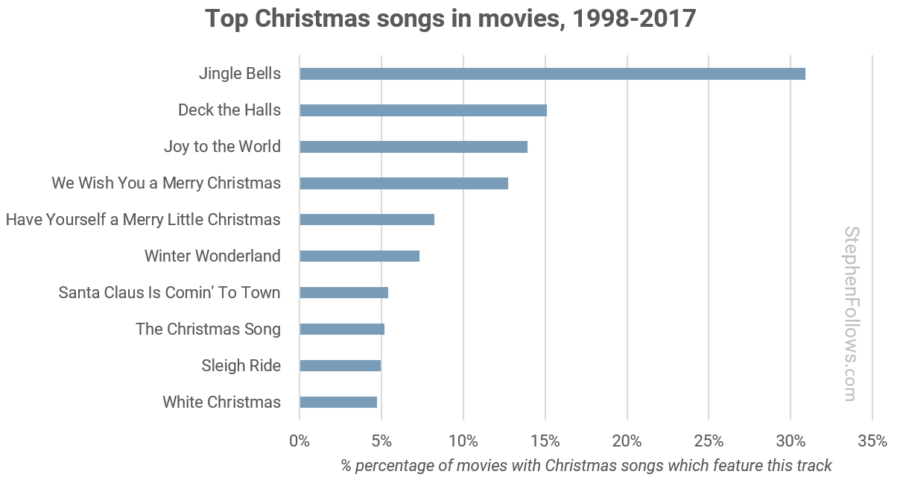 Top Christmas songs in movies, 1998-2017
Jingle Bells
Deck the Halls
Joy to the World
We Wish You a Merry Christmas
Have Yourself a Merry Little Christmas
Winter Wonderland
Santa Claus Is Comin' To Town
The Christmas Song
Sleigh Ride
White Christmas
0% 5% 10% 15% 20% 25% 30% 35%
% percentage of movies with Christmas songs which feature this track
StephenFollows.com